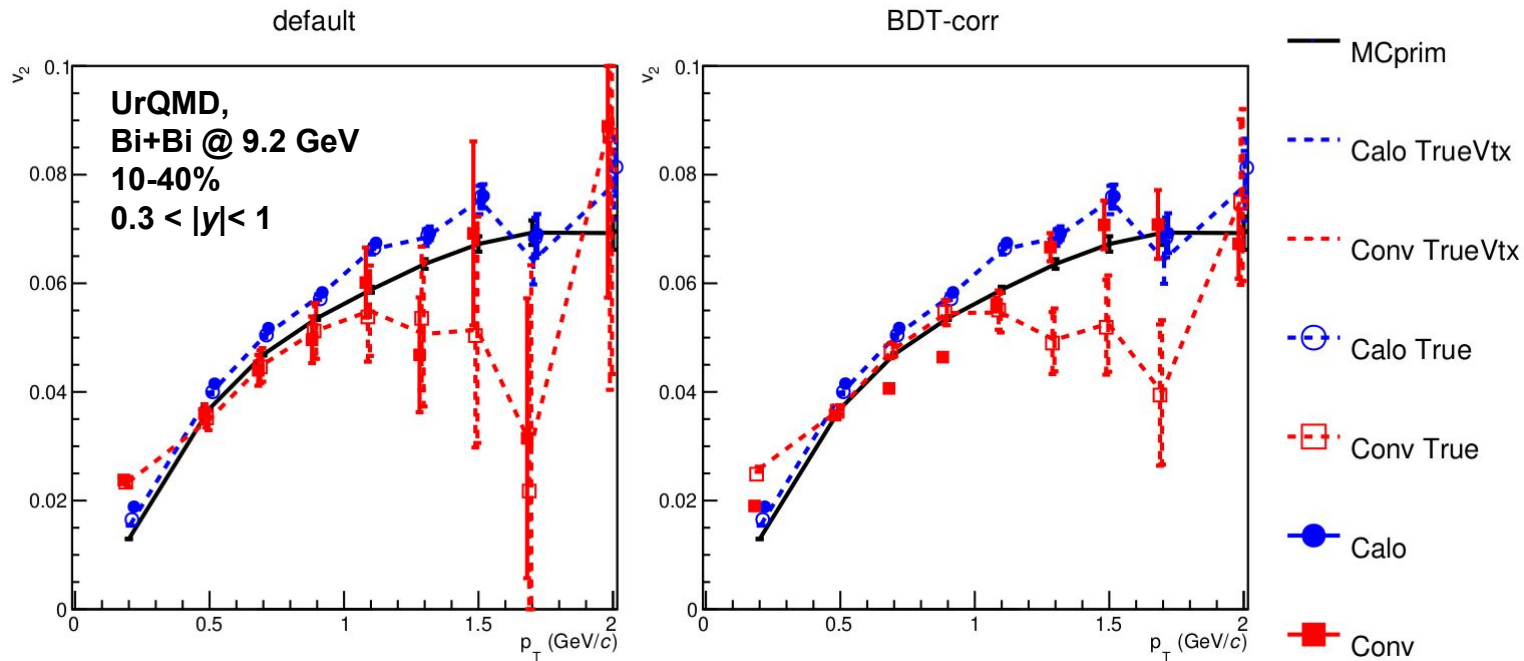 default
BDT-corr
v2
0.1
0.08
0.06
0.04
0.02
0
UrQMD,
Bi+Bi @ 9.2 GeV
10-40%
0.3 < |y|< 1
0 0.5 1 1.5 2
pT (GeV/c)
v2
0.1
0.08
0.06
0.04
0.02
0
0 0.5 1 1.5 2
pT (GeV/c)
MCprim
Calo TrueVtx
Conv TrueVtx
Calo True
Conv True
Calo
Conv